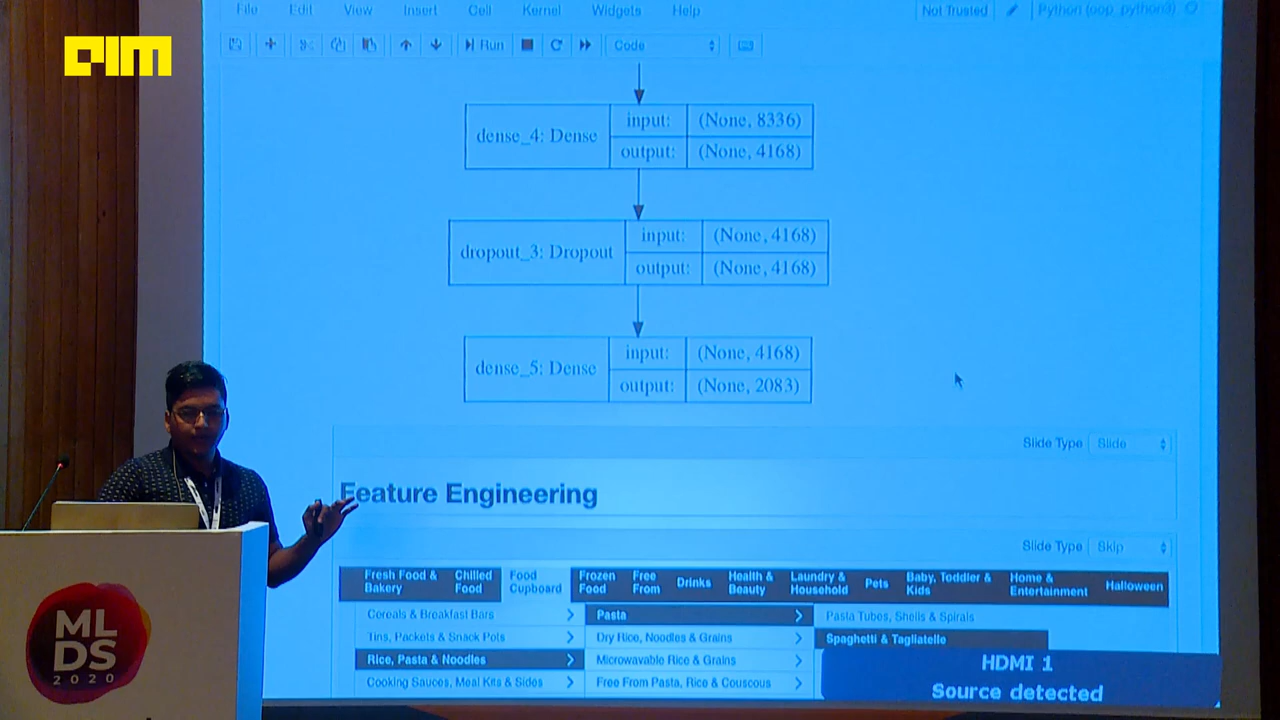 AIM
File Edit View Insert Cell Kernel Widgets Help Not Trusted Python (oop_python3)
Run Code
dense_4: Dense input: (None, 8336)
output: (None, 4168)
dropout_3: Dropout input: (None, 4168)
output: (None, 4168)
dense_5: Dense input: (None, 4168)
output: (None, 2083)
Slide Type Slide
Feature Engineering
Slide Type Skip
Fresh Food & Bakery Chilled Food Food Cupboard Frozen Food Free From Drinks Health & Beauty Laundry & Household Pets Baby, Toddler & Kids Home & Entertainment Halloween
Cereals & Breakfast Bars Pasta Pasta Tubes, Shells & Spirals
Tins, Packets & Snack Pots Dry Rice, Noodles & Grains Spaghetti & Tagliatelle
Rice, Pasta & Noodles Microwavable Rice & Grains
Cooking Sauces, Meal Kits & Sides Free From Pasta, Rice & Couscous
HDMI 1
Source detected
ML
DS
2020